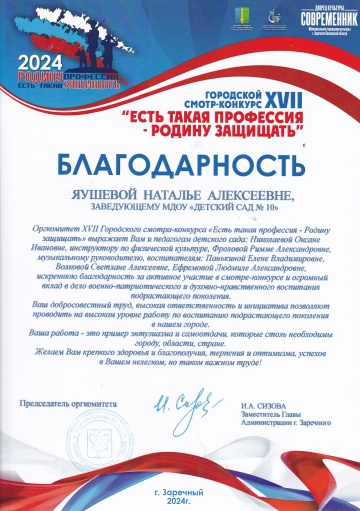 ДВОРЕЦ КУЛЬТУРЫ
СОВРЕМЕННИК
2024
РОДИНУ ПРОФЕССИЯ
ЕСТЬ ТАКАЯ ЗАЩИЩАТЬ
ГОРОДСКОЙ
СМОТР-КОНКУРС XVII
"ЕСТЬ ТАКАЯ ПРОФЕССИЯ
- РОДИНУ ЗАЩИЩАТЬ"
БЛАГОДАРНОСТЬ
ЯУШЕВОЙ НАТАЛЬЕ АЛЕКСЕЕВНЕ,
ЗАВЕДУЮЩЕМУ МДОУ «ДЕТСКИЙ САД № 10»
Оргкомитет XVII Городского смотра-конкурса «Есть такая профессия - Родину
защищать» выражает Вам и педагогам детского сада: Николаевой Оксане
Ивановне, инструктору по физической культуре, Фроловой Римме Александровне,
музыкальному руководителю, воспитателям: Панькиной Елене Владимировне,
Волковой Светлане Алексеевне, Ефремовой Людмиле Александровне,
искреннюю благодарность за активное участие в смотре-конкурсе и огромный
вклад в дело военно-патриотического и духовно-нравственного воспитания
подрастающего поколения.
Ваш добросовестный труд, высокая ответственность и инициатива позволяют
проводить на высоком уровне работу по воспитанию подрастающего поколения
в нашем городе.
Ваша работа - это пример энтузиазма и самоотдачи, которые столь необходимы
городу, области, стране.
Желаем Вам крепкого здоровья и благополучия, терпения и оптимизма, успехов
в Вашем нелегком, но таком важном труде!
Председатель оргкомитета
И.А. СИЗОВА
Заместитель Главы
Администрации г. Заречного
г. Заречный
2024г.